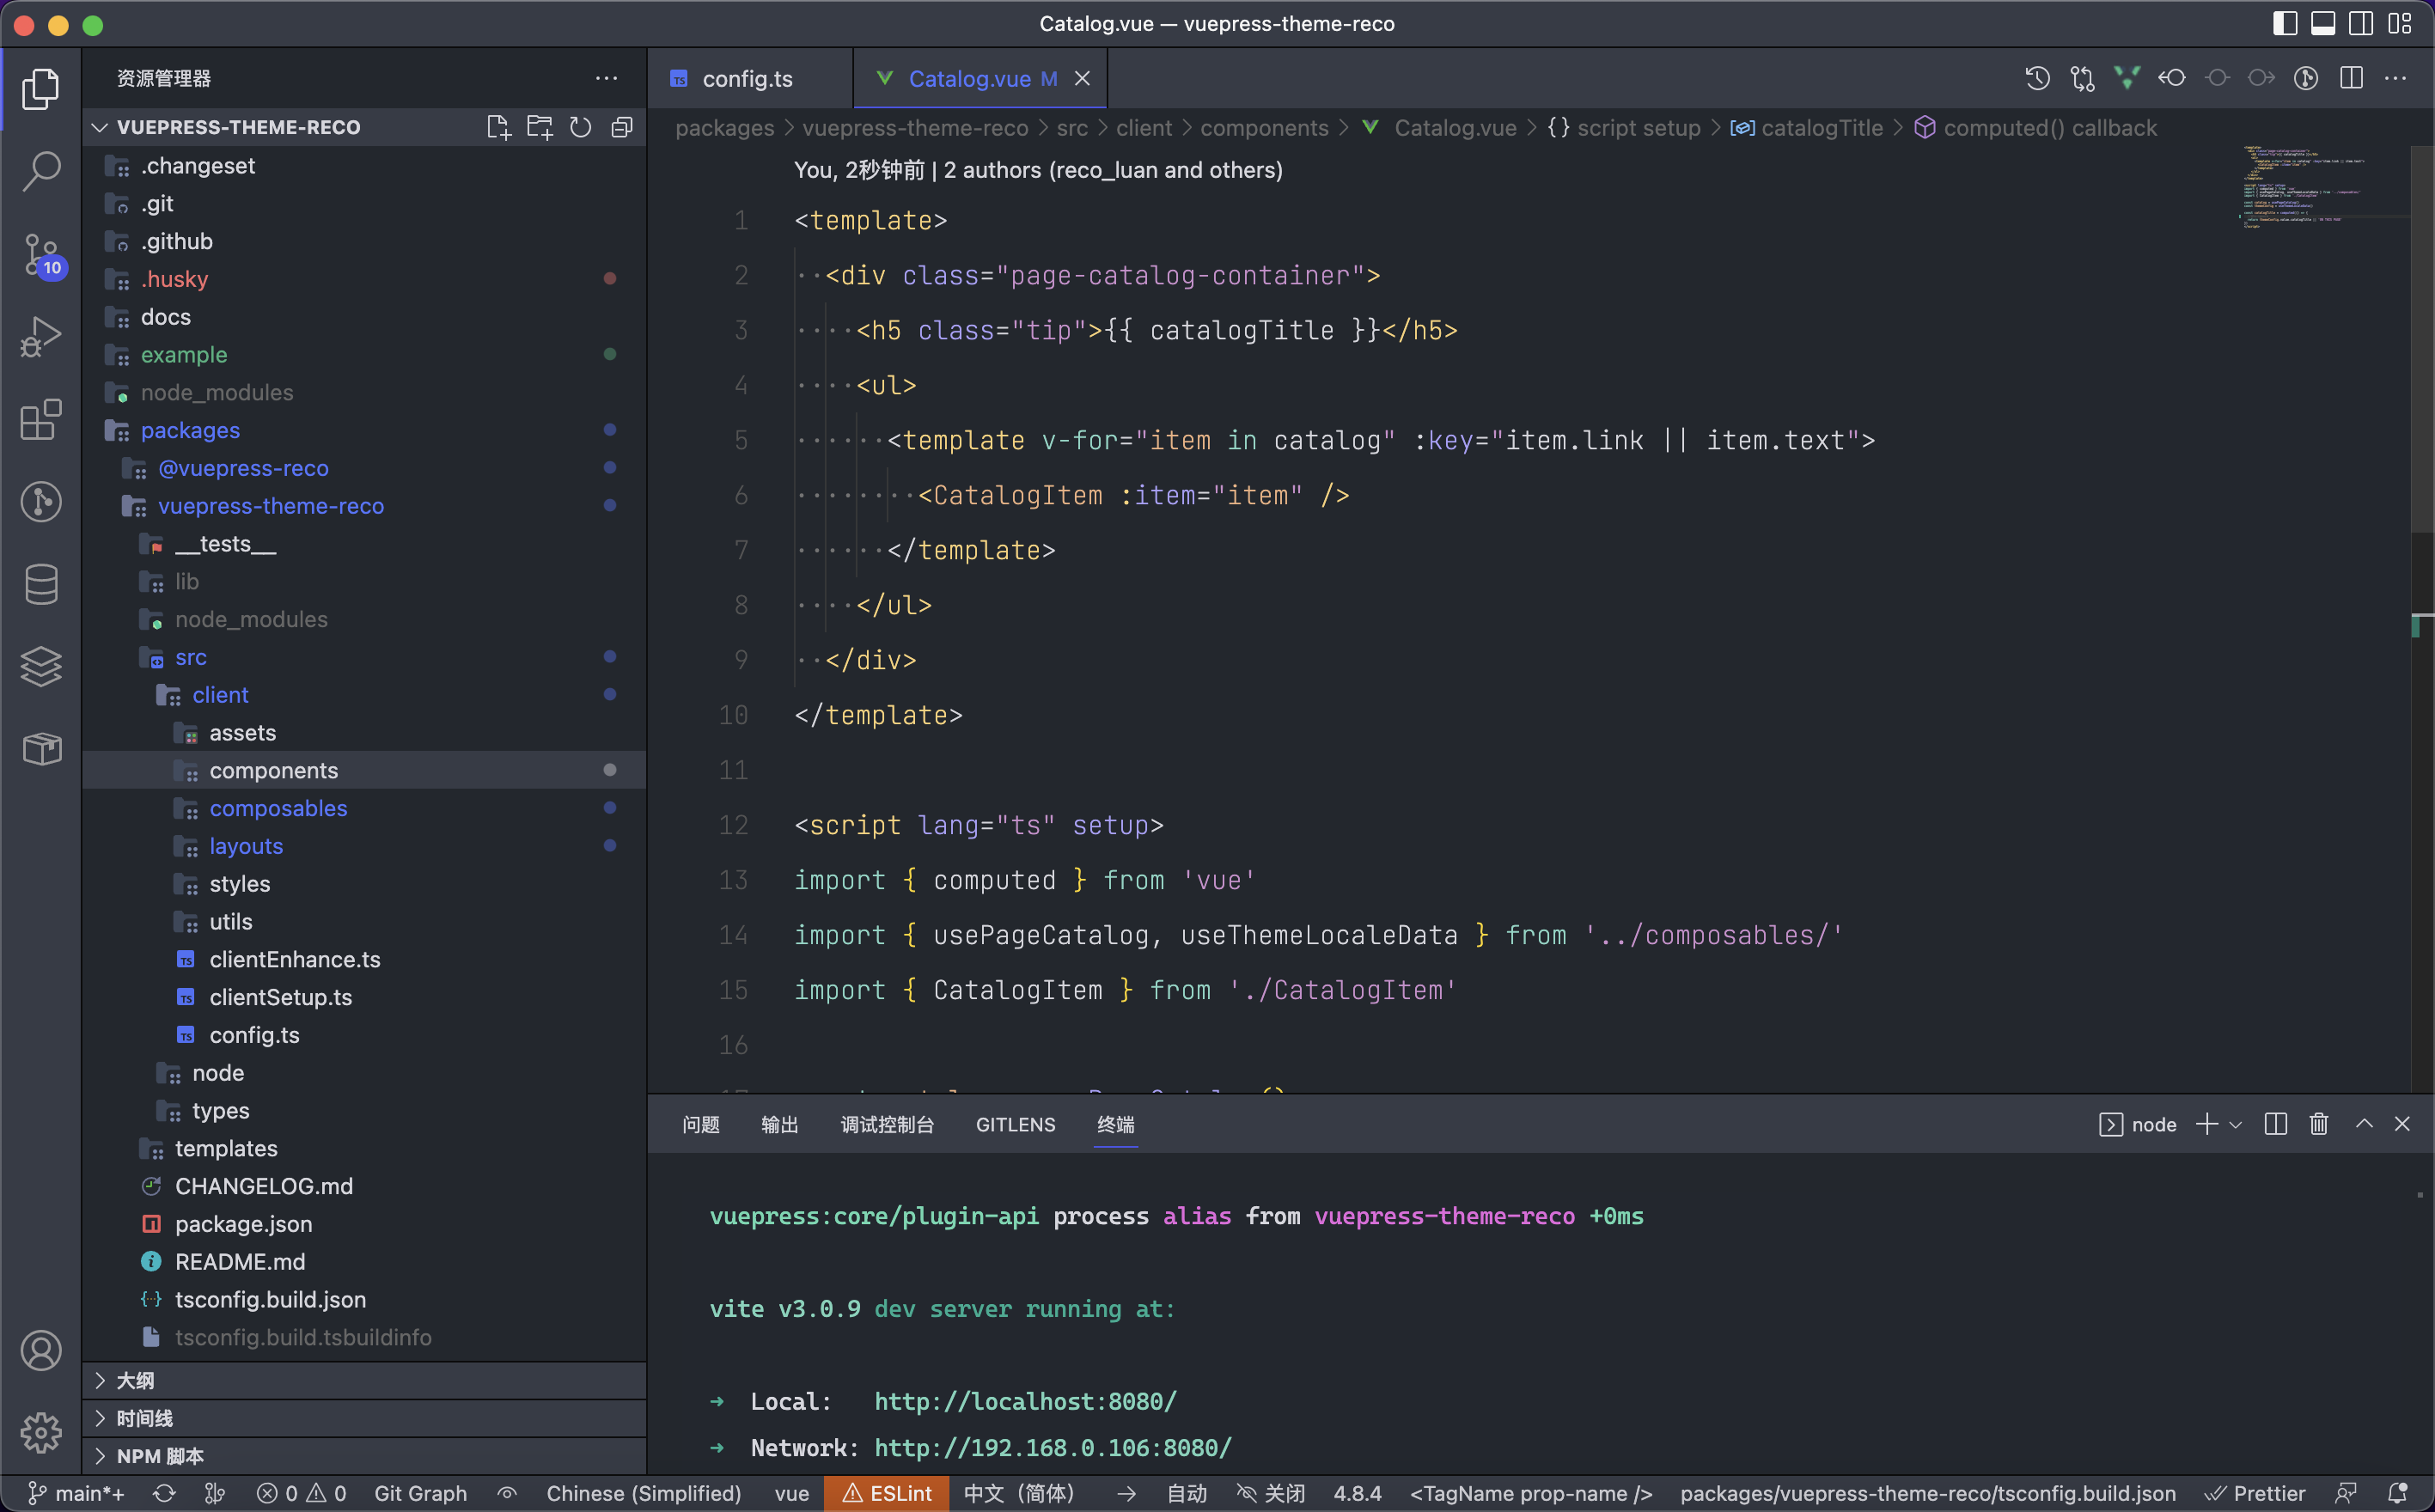 Catalog.vue — vuepress-theme-reco
资源管理器
VUEPRESS-THEME-RECO
.changeset
.git
.github
.husky
docs
example
node_modules
packages
@vuepress-reco
vuepress-theme-reco
__tests__
lib
node_modules
src
client
assets
components
composables
layouts
styles
utils
clientEnhance.ts
clientSetup.ts
config.ts
node
types
templates
CHANGELOG.md
package.json
README.md
tsconfig.build.json
tsconfig.build.tsbuildinfo
大纲
时间线
NPM 脚本
10
config.ts
Catalog.vue M
packages > vuepress-theme-reco > src > client > components > Catalog.vue > {} script setup > catalogTitle > computed() callback
You, 2秒钟前 | 2 authors (reco_luan and others)
1 <template>
2 <div class="page-catalog-container">
3 <h5 class="tip">{{ catalogTitle }}</h5>
4 <ul>
5 <template v-for="item in catalog" :key="item.link || item.text">
6 <CatalogItem :item="item" />
7 </template>
8 </ul>
9 </div>
10 </template>
11
12 <script lang="ts" setup>
13 import { computed } from 'vue'
14 import { usePageCatalog, useThemeLocaleData } from '../composables/'
15 import { CatalogItem } from './CatalogItem'
16
问题 输出 调试控制台 GITLENS 终端 node
vuepress:core/plugin-api process alias from vuepress-theme-reco +0ms
vite v3.0.9 dev server running at:
➜ Local: http://localhost:8080/
➜ Network: http://192.168.0.106:8080/
main*+ 0 0 Git Graph Chinese (Simplified) vue ESLint 中文（简体） 自动 关闭 4.8.4 <TagName prop-name /> packages/vuepress-theme-reco/tsconfig.build.json Prettier